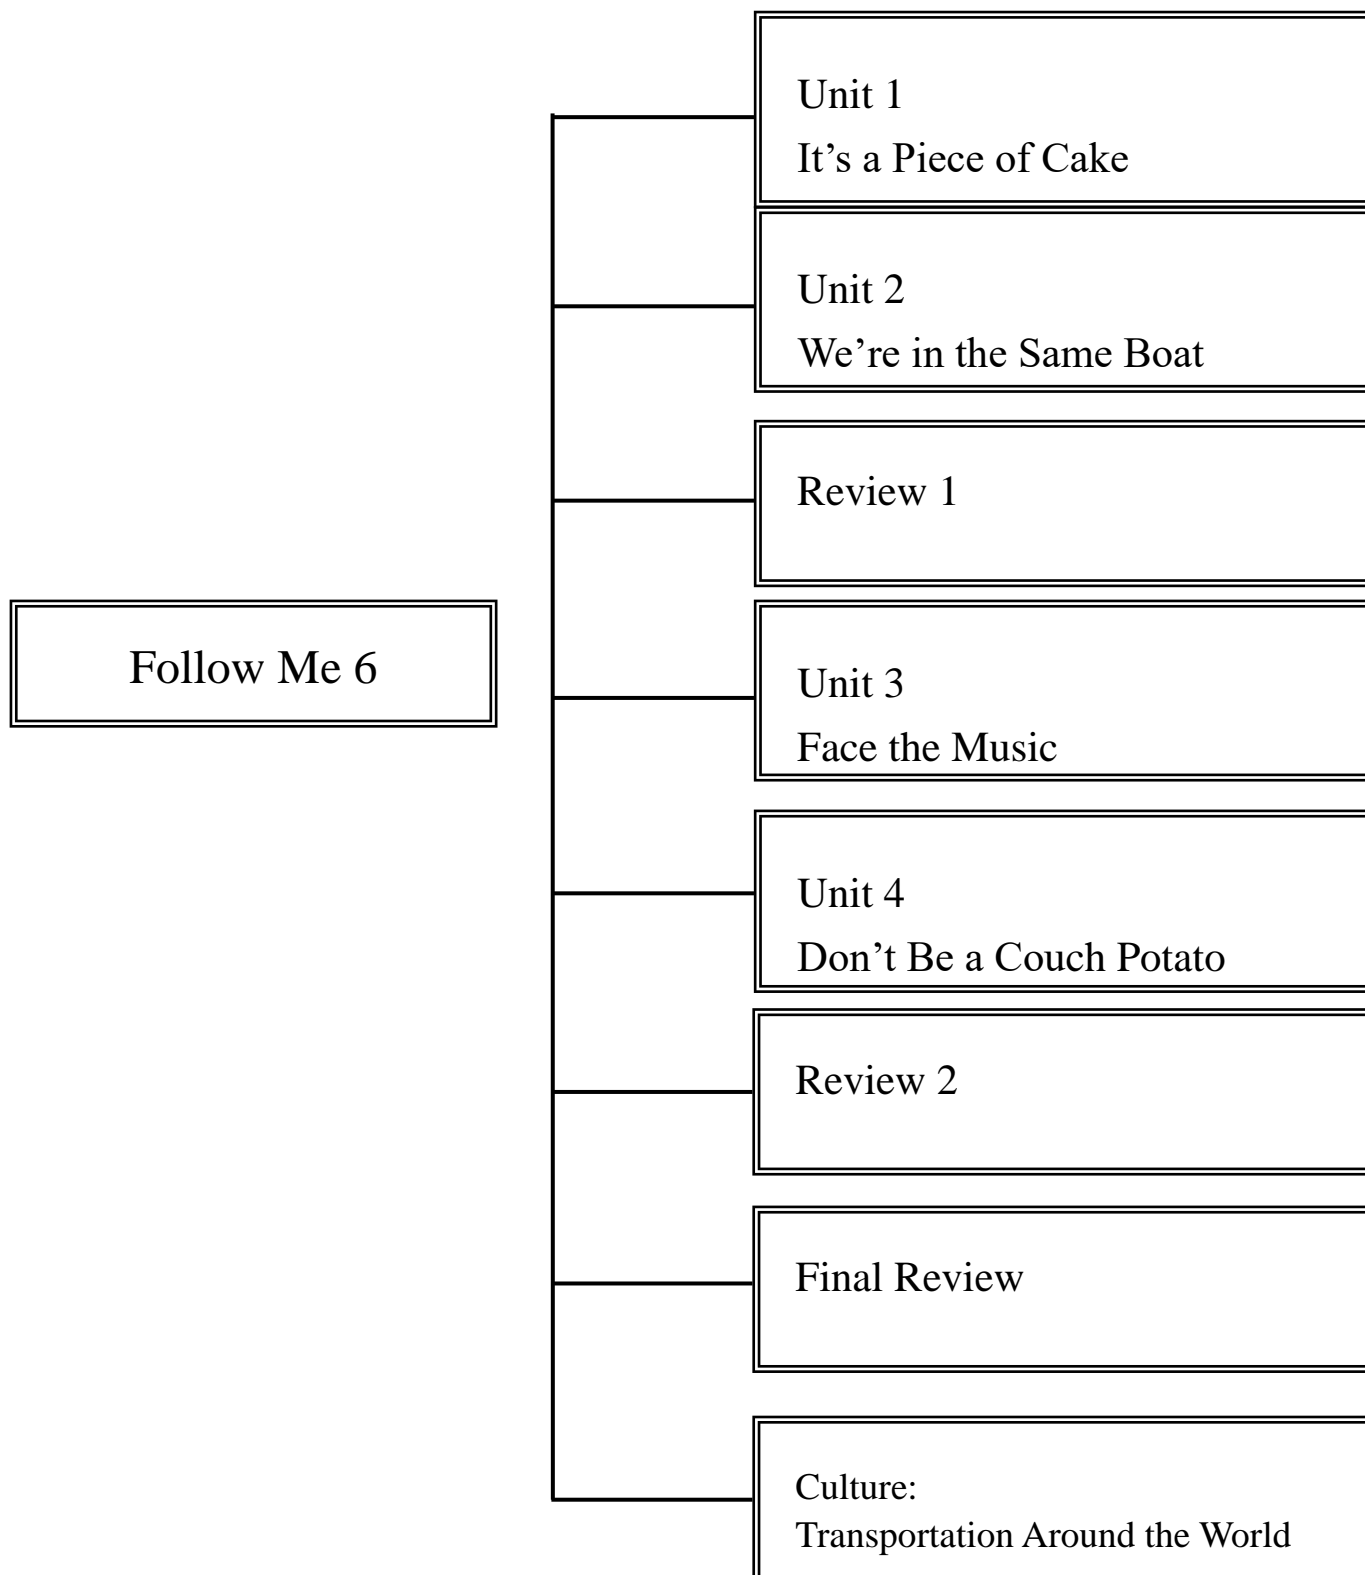 Follow Me 6
Unit 1
It’s a Piece of Cake
Unit 2
We’re in the Same Boat
Review 1
Unit 3
Face the Music
Unit 4
Don’t Be a Couch Potato
Review 2
Final Review
Culture:
Transportation Around the World